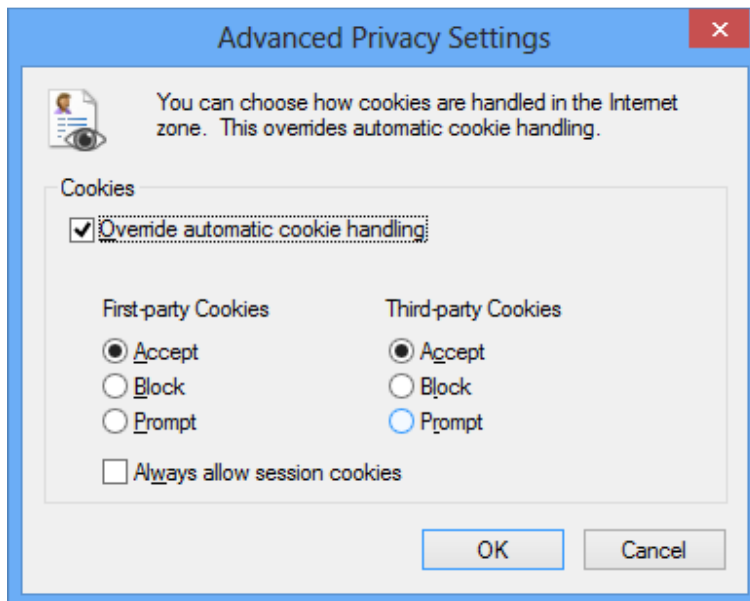 Advanced Privacy Settings
You can choose how cookies are handled in the Internet
zone. This overrides automatic cookie handling.
Cookies
Override automatic cookie handling
First-party Cookies Third-party Cookies
Accept Accept
Block Block
Prompt Prompt
Always allow session cookies
OK Cancel